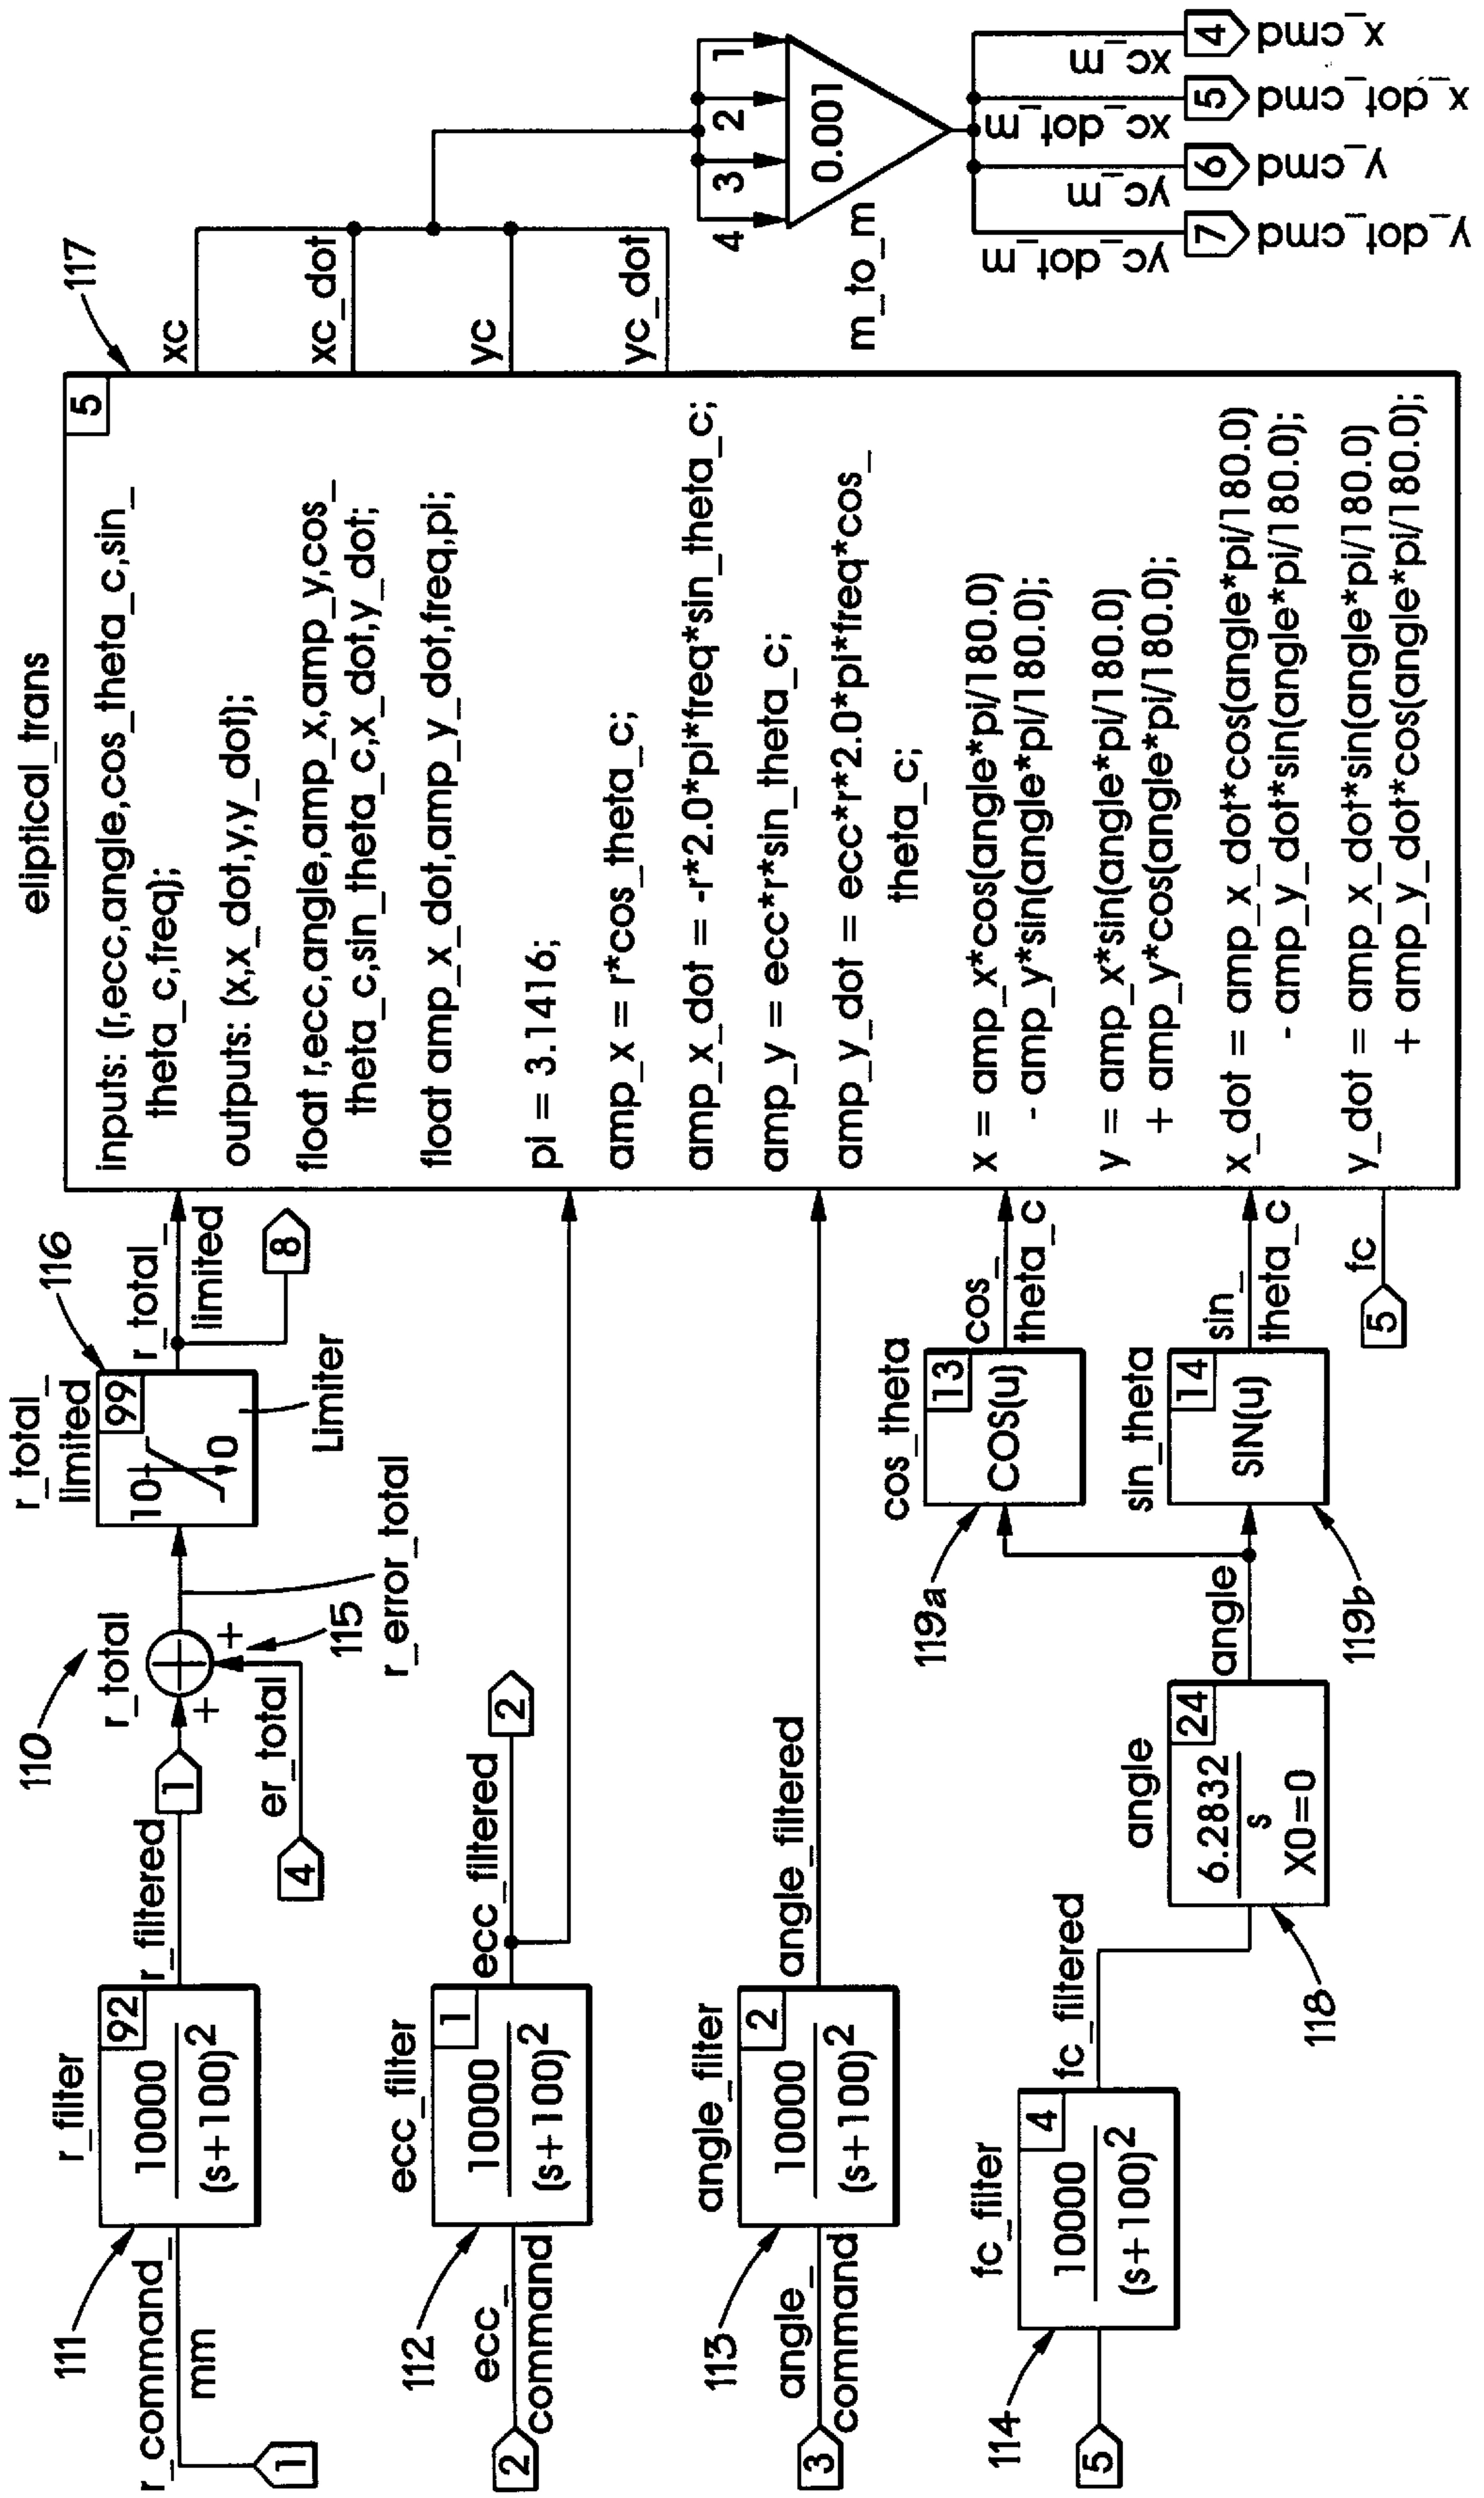 110
111
r_command_
mm
1
r_filter
92
10000
(s+100)2
r_filtered
1
r_total
+
+
115
er_total
4
r_error_total
r_total_
limited
116
99
10
0
Limiter
r_total_
limited
8
112
ecc_
command
2
ecc_filter
1
10000
(s+100)2
ecc_filtered
2
113
angle_
command
3
angle_filter
2
10000
(s+100)2
angle_filtered
114
5
fc_filter
4
10000
(s+100)2
fc_filtered
118
angle
24
6.2832
s
X0=0
angle
119a
cos_theta
13
COS(u)
cos_
theta_c
119b
sin_theta
14
SIN(u)
sin_
theta_c
5
fc
eliptical_trans
117
5
inputs: (r,ecc,angle,cos_theta_c,sin_
theta_c,freq);
outputs: (x,x_dot,y,y_dot);
float r,ecc,angle,amp_x,amp_y,cos_
theta_c,sin_theta_c,x_dot,y_dot;
float amp_x_dot,amp_y_dot,freq,pi;
pi = 3.1416;
amp_x = r*cos_theta_c;
amp_x_dot = -r*2.0*pi*freq*sin_theta_c;
amp_y = ecc*r*sin_theta_c;
amp_y_dot = ecc*r*2.0*pi*freq*cos_
theta_c;
x = amp_x*cos(angle*pi/180.0)
- amp_y*sin(angle*pi/180.0);
y = amp_x*sin(angle*pi/180.0)
+ amp_y*cos(angle*pi/180.0);
x_dot = amp_x_dot*cos(angle*pi/180.0)
- amp_y_dot*sin(angle*pi/180.0);
y_dot = amp_x_dot*sin(angle*pi/180.0)
+ amp_y_dot*cos(angle*pi/180.0);
xc
xc_dot
yc
yc_dot
1
2
3
4
0.001
m_to_m
xc_m
4
x_cmd
xc_dot_m
5
x_dot_cmd
yc_m
6
y_cmd
yc_dot_m
7
y_dot_cmd